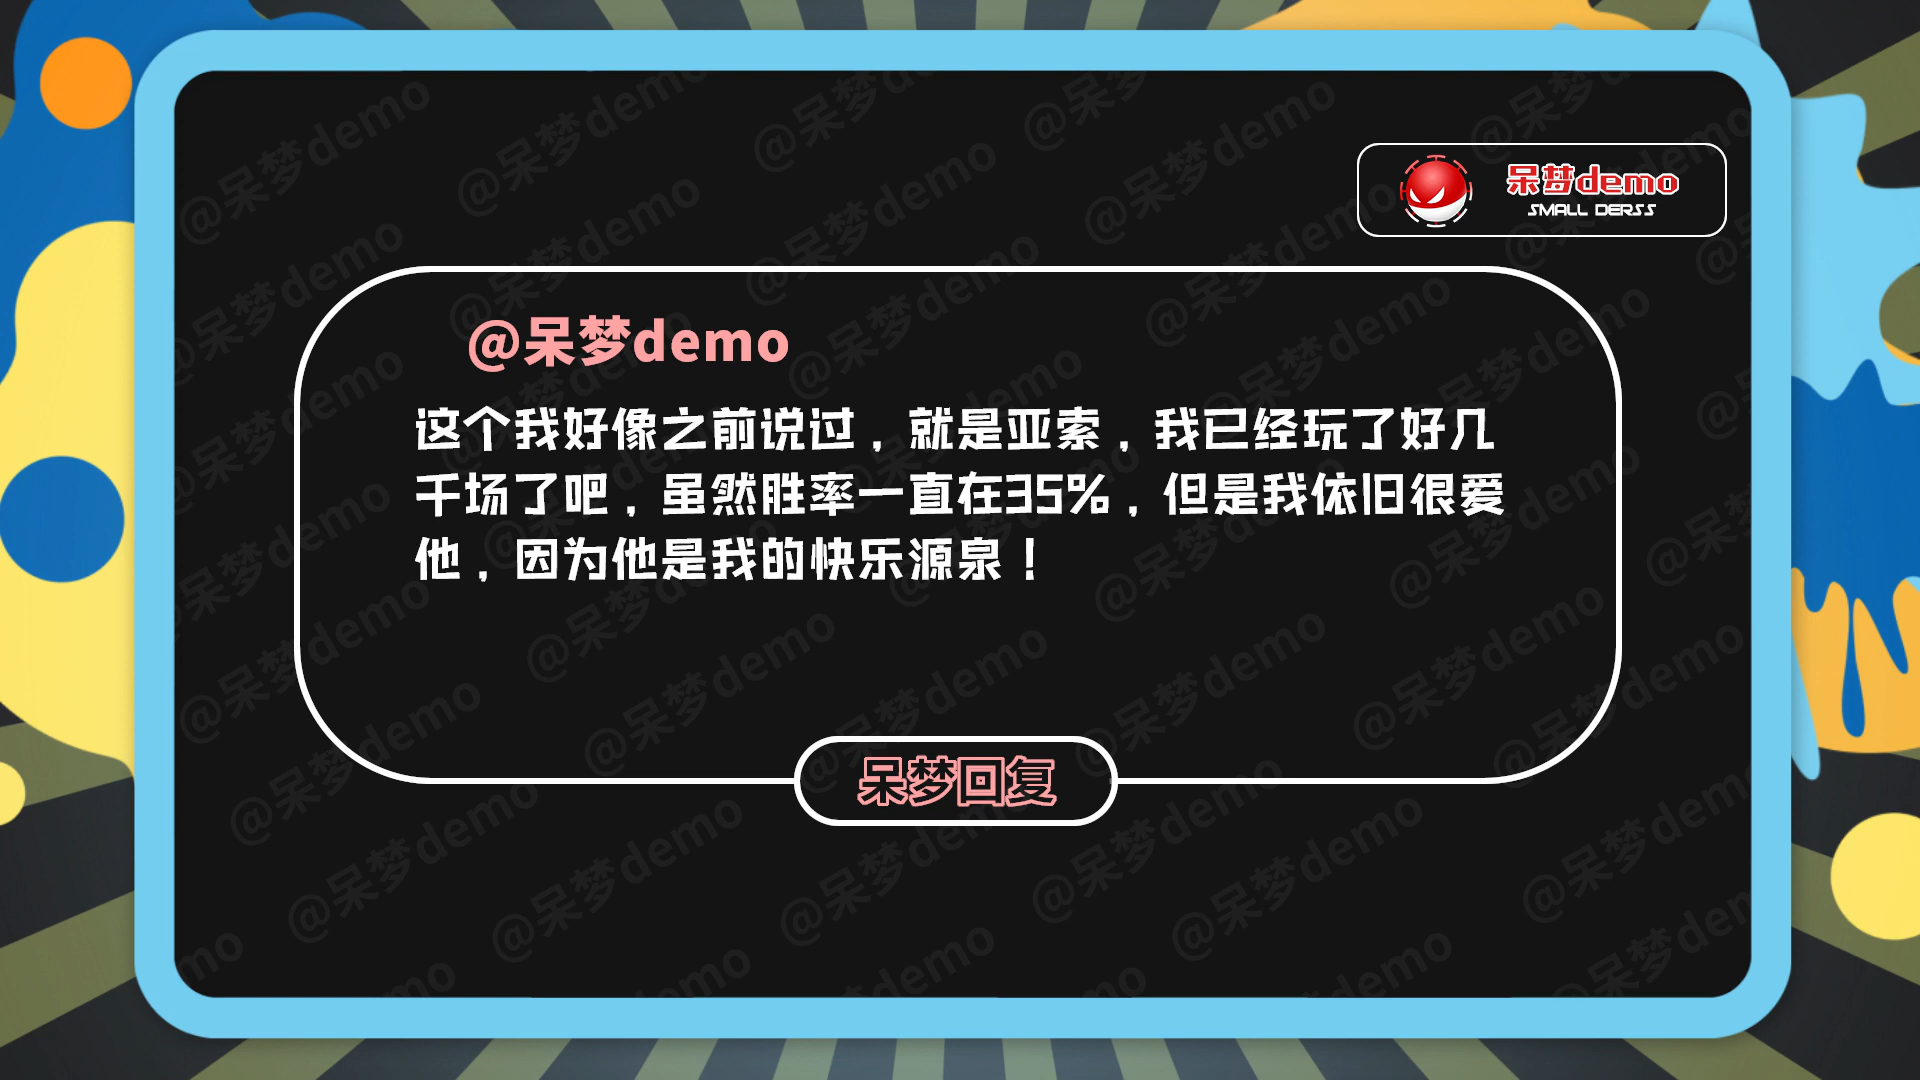 呆梦demo
SMALL DERSS
@呆梦demo
这个我好像之前说过，就是亚索，我已经玩了好几
千场了吧，虽然胜率一直在35%，但是我依旧很爱
他，因为他是我的快乐源泉！
呆梦回复